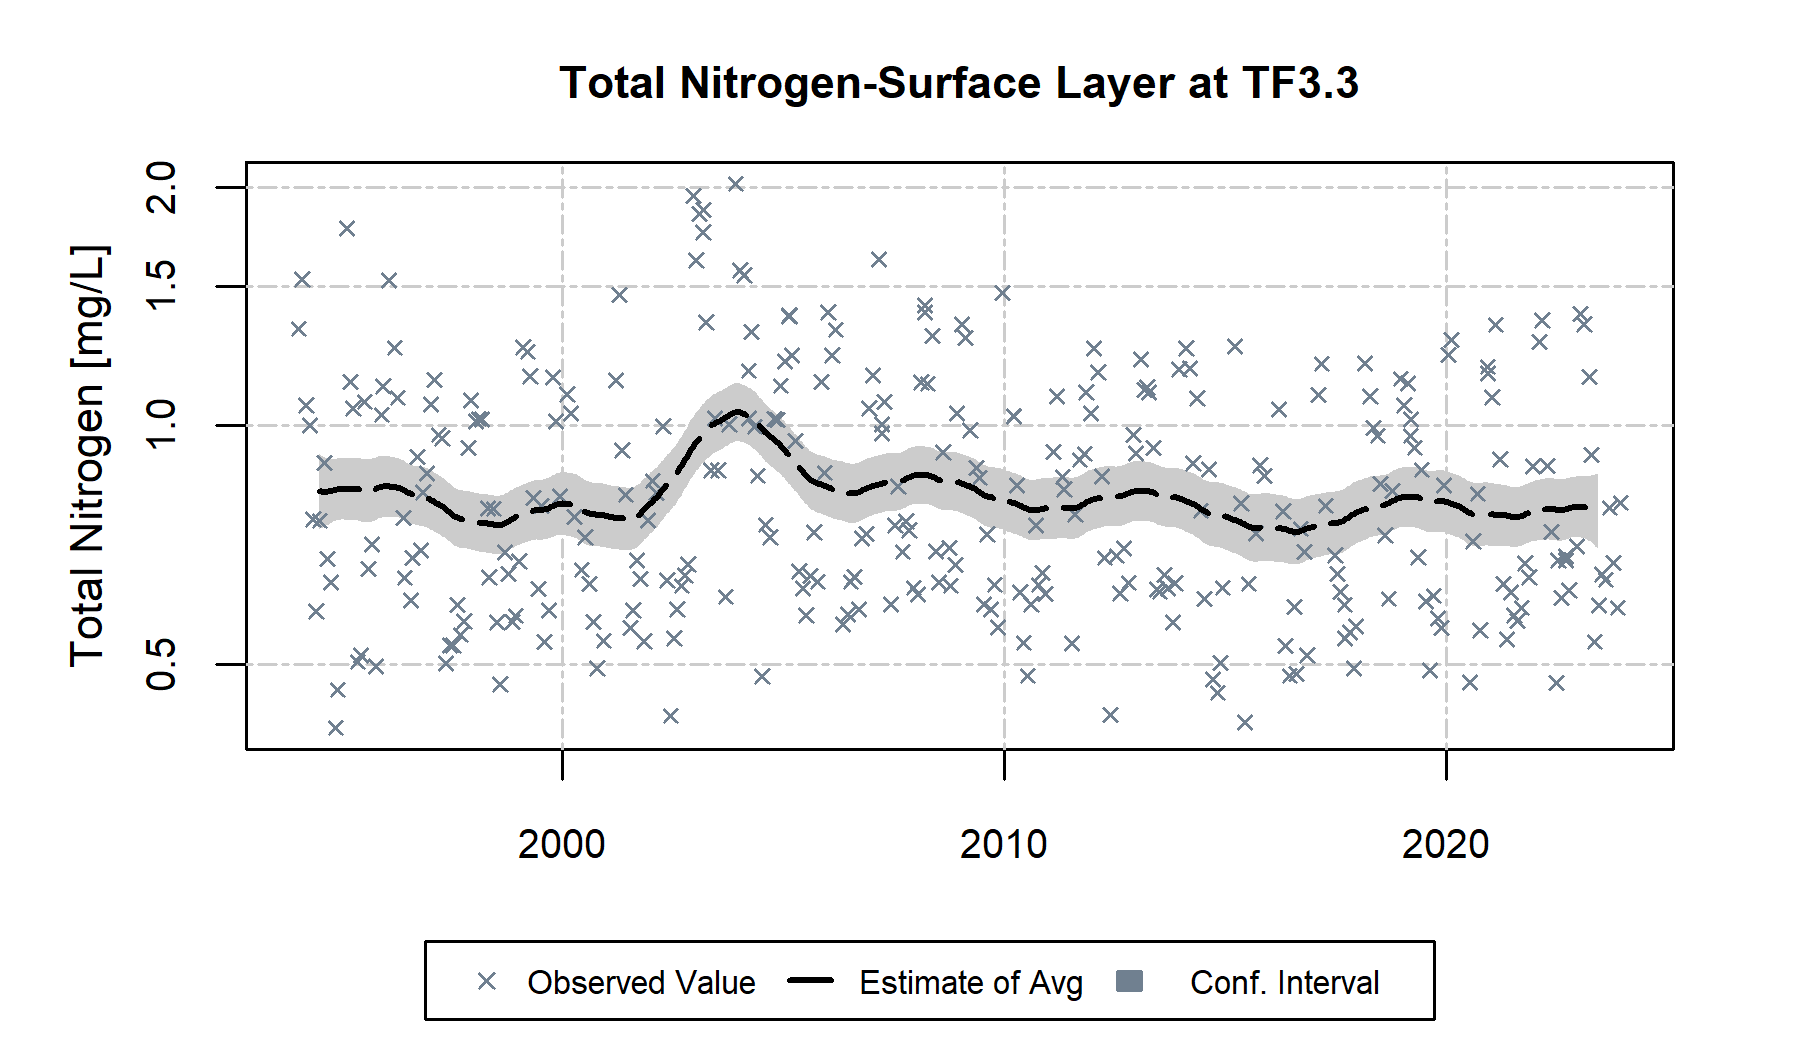 Total Nitrogen-Surface Layer at TF3.3
Total Nitrogen [mg/L]
2.0
1.5
1.0
0.5
2000 2010 2020
Observed Value Estimate of Avg Conf. Interval